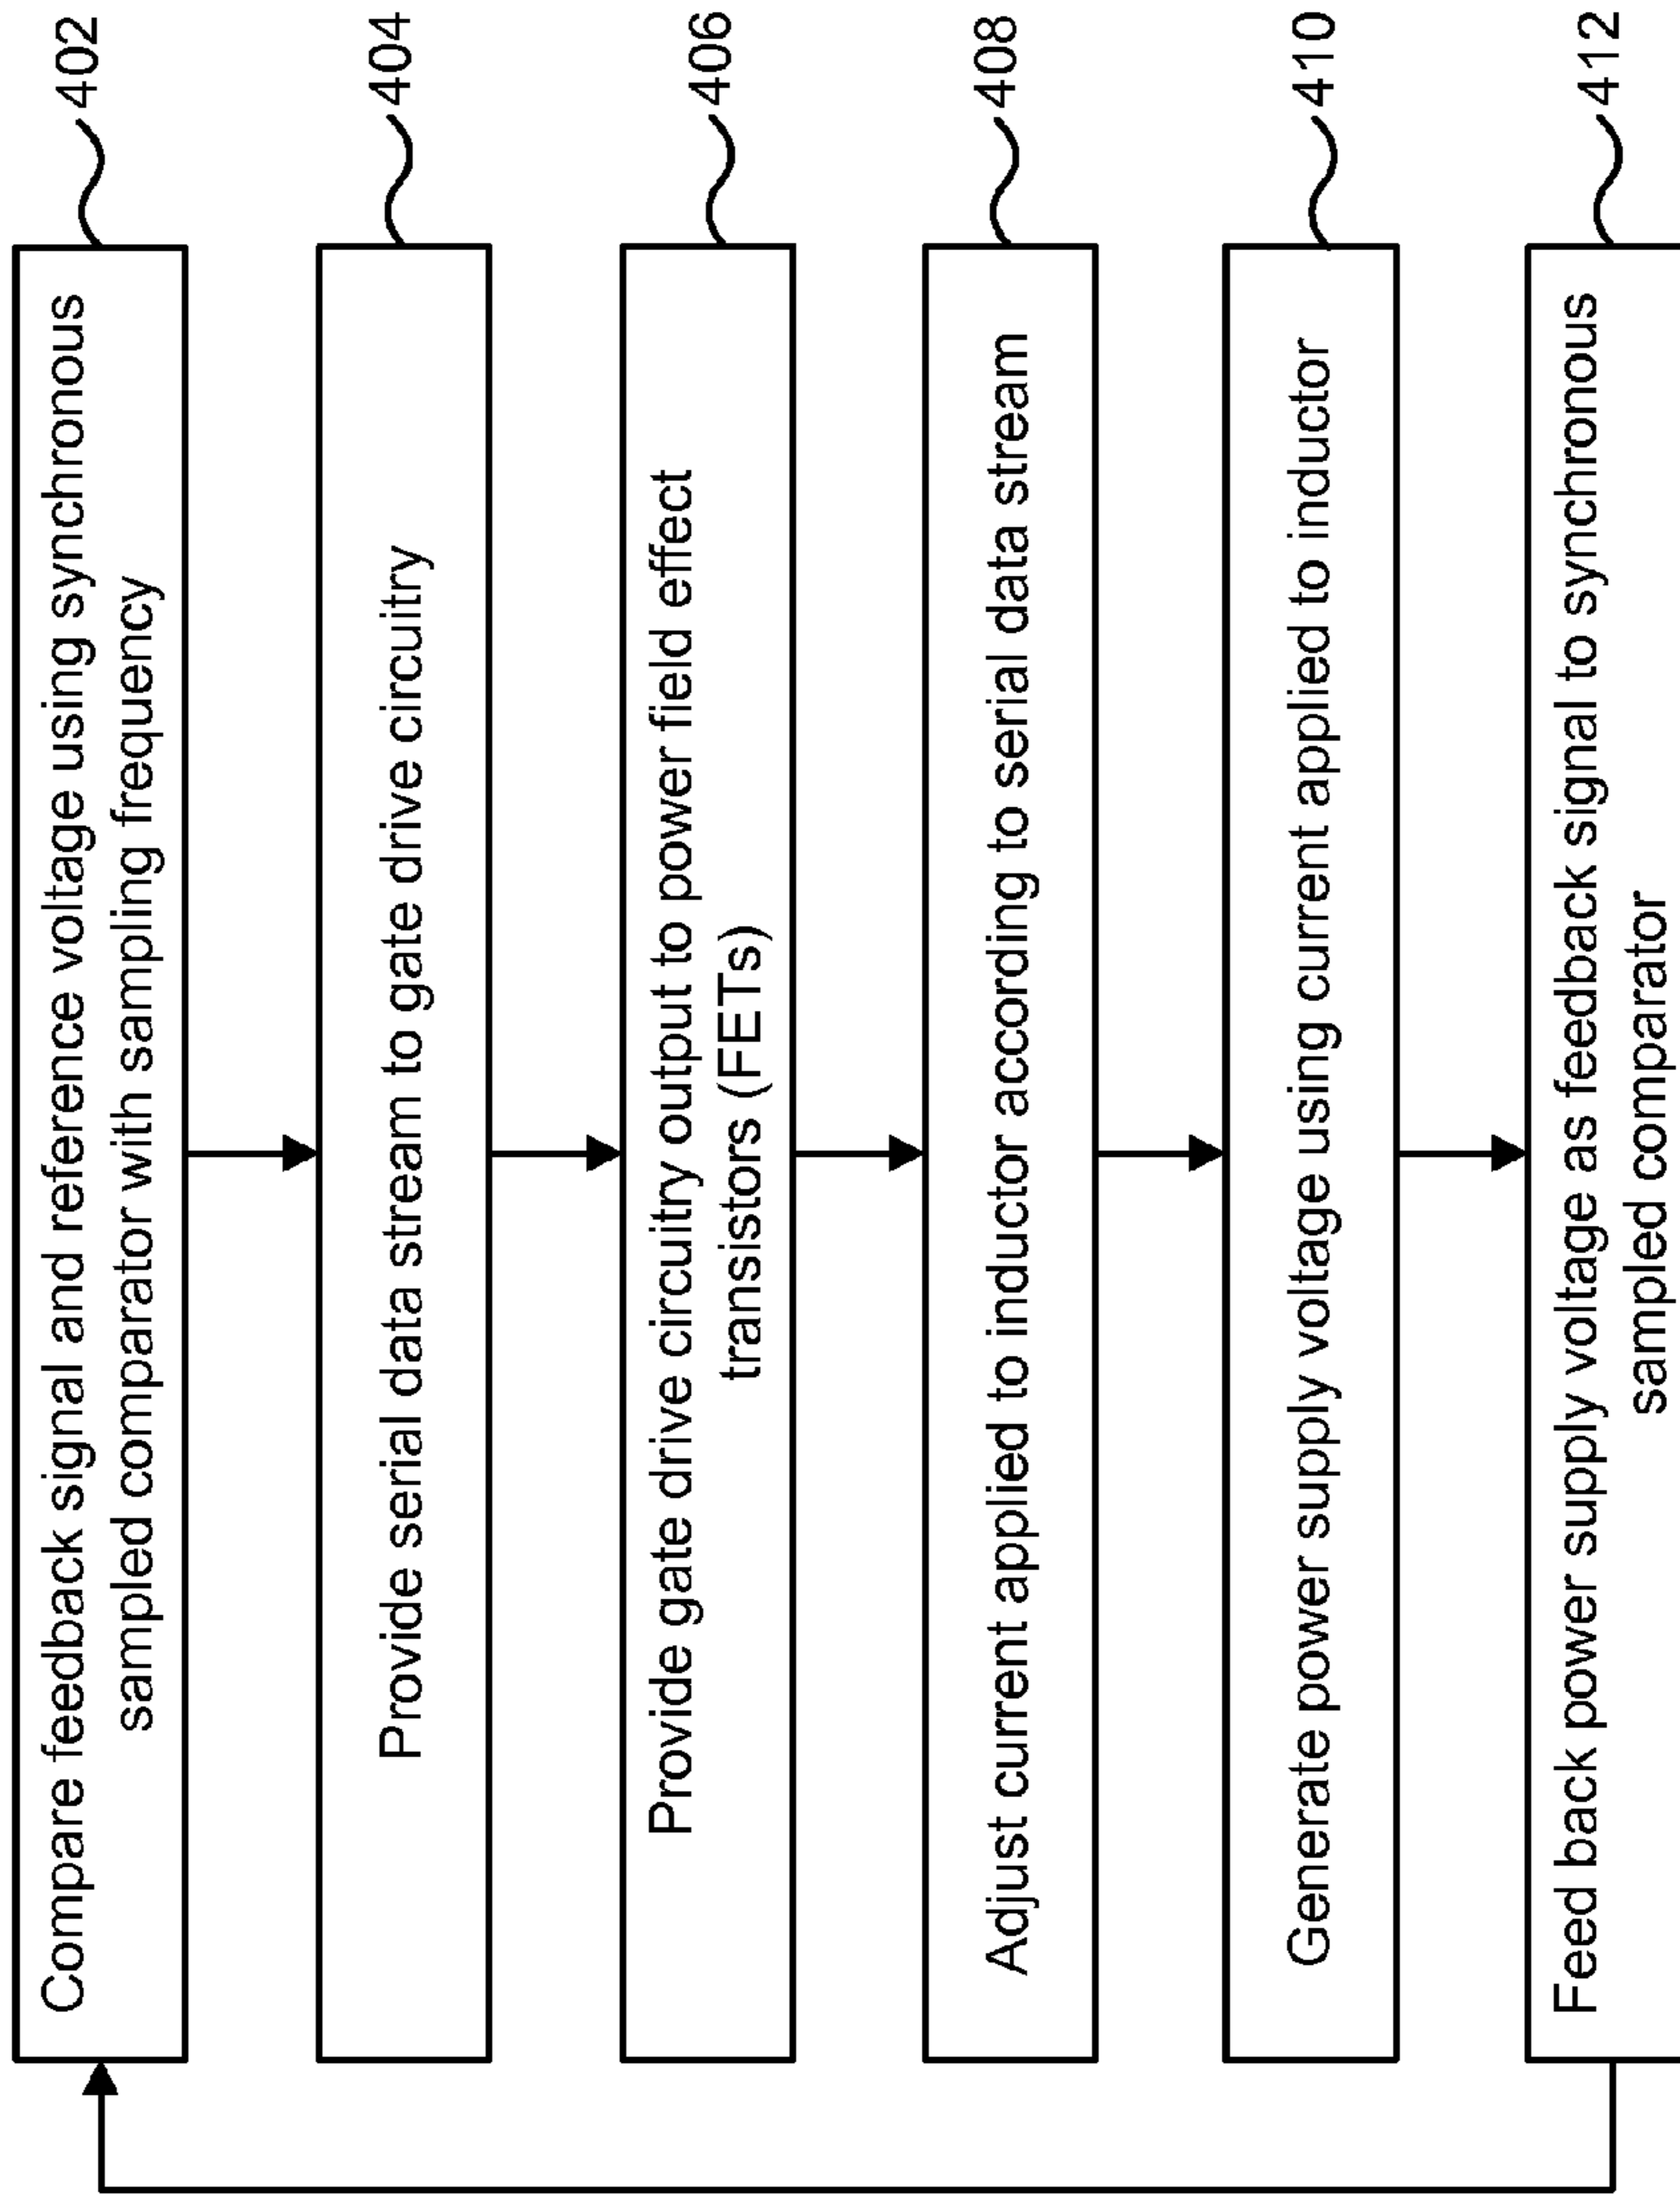 Compare feedback signal and reference voltage using synchronous
sampled comparator with sampling frequency
402
Provide serial data stream to gate drive circuitry
404
Provide gate drive circuitry output to power field effect
transistors (FETs)
406
Adjust current applied to inductor according to serial data stream
408
Generate power supply voltage using current applied to inductor
410
Feed back power supply voltage as feedback signal to synchronous
sampled comparator
412